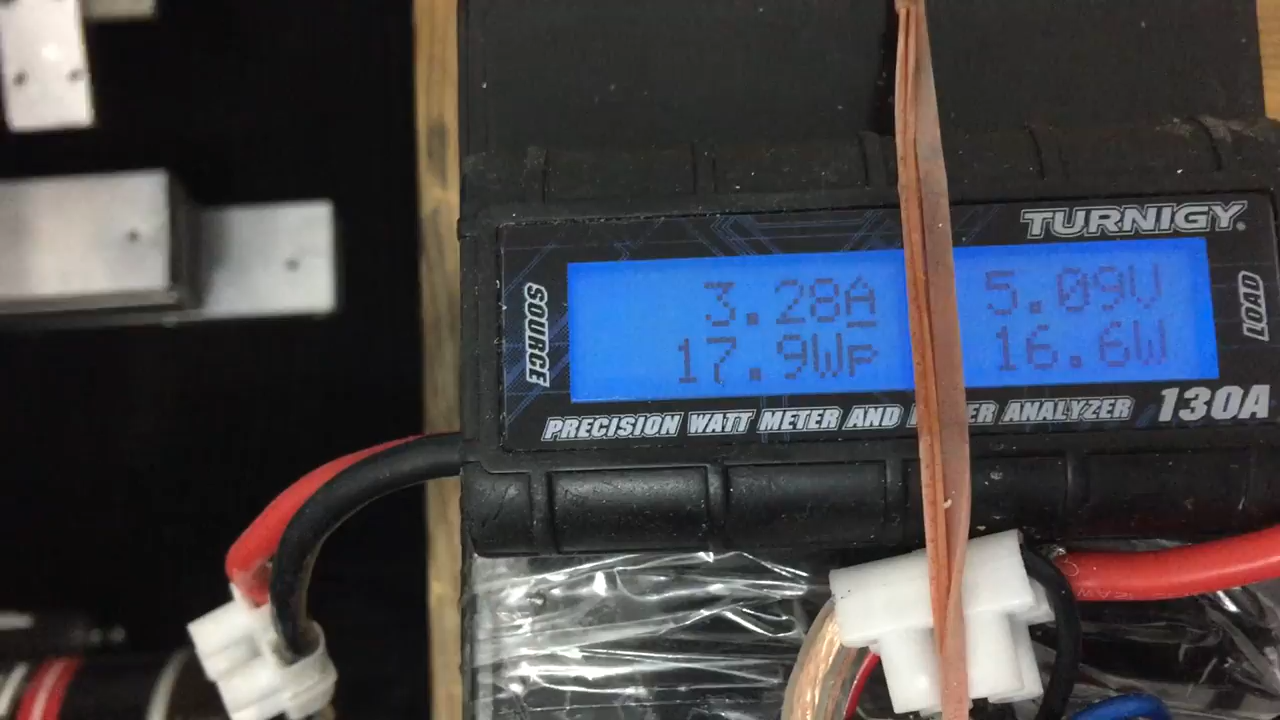 TURNIGY
SOURCE
3.28A 5.09V
17.9Wp 16.6W
LOAD
PRECISION WATT METER AND ANALYZER 130A